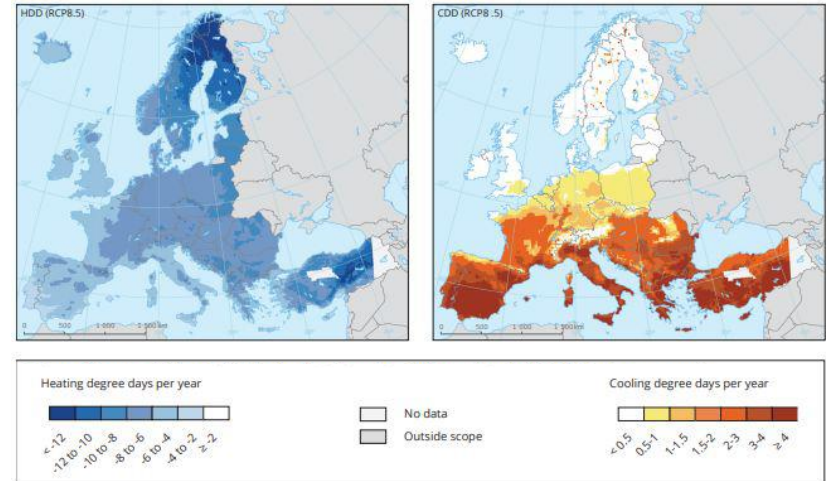 HDD (RCP8.5)
CDD (RCP8 .5)
0 500 1 000 1 500 km
0 500 1 000 1 500 km
Heating degree days per year
< -12
-12 to -10
-10 to -8
-8 to -6
-6 to -4
-4 to -2
≥ -2
No data
Outside scope
Cooling degree days per year
< 0.5
0.5-1
1-1.5
1.5-2
2-3
3-4
≥ 4